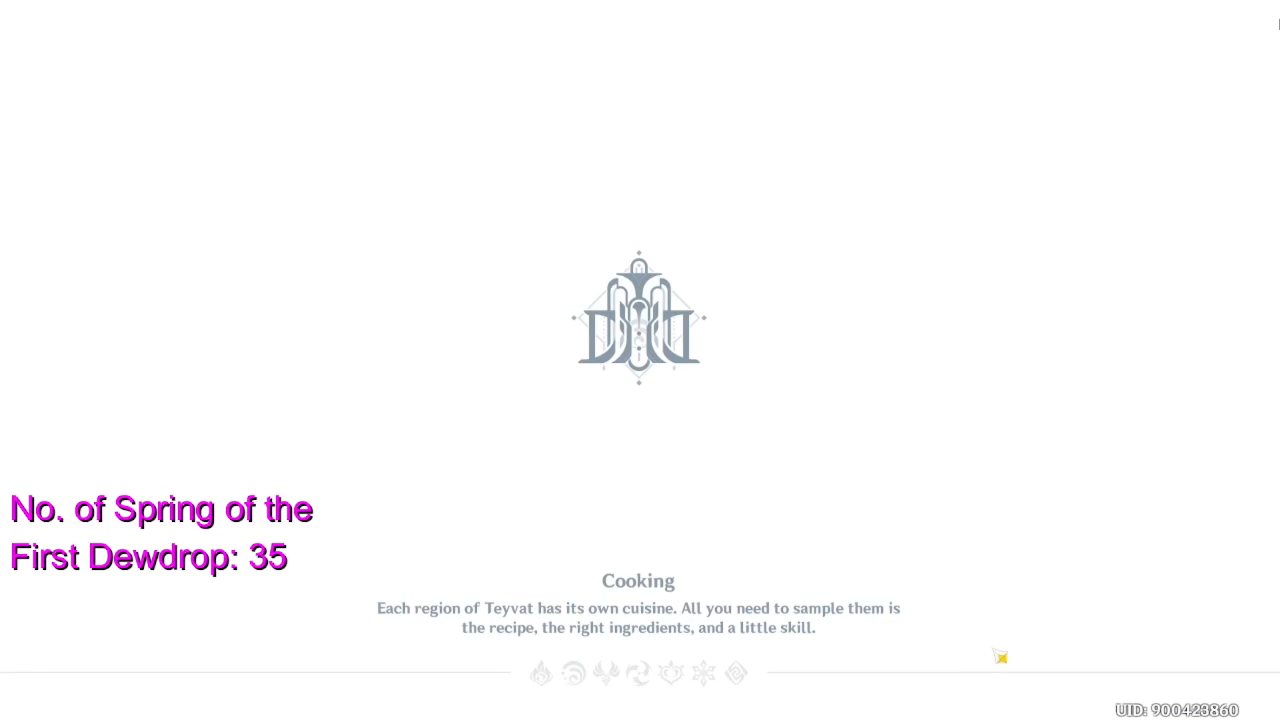 No. of Spring of the
First Dewdrop: 35
Cooking
Each region of Teyvat has its own cuisine. All you need to sample them is
the recipe, the right ingredients, and a little skill.
UID: 900423860